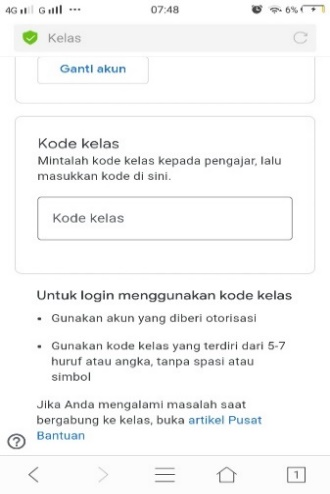 4G G ... 07:48 6%
Kelas
Ganti akun
Kode kelas
Mintalah kode kelas kepada pengajar, lalu
masukkan kode di sini.
Kode kelas
Untuk login menggunakan kode kelas
• Gunakan akun yang diberi otorisasi
• Gunakan kode kelas yang terdiri dari 5-7
huruf atau angka, tanpa spasi atau
simbol
Jika Anda mengalami masalah saat
bergabung ke kelas, buka artikel Pusat
Bantuan
?
1